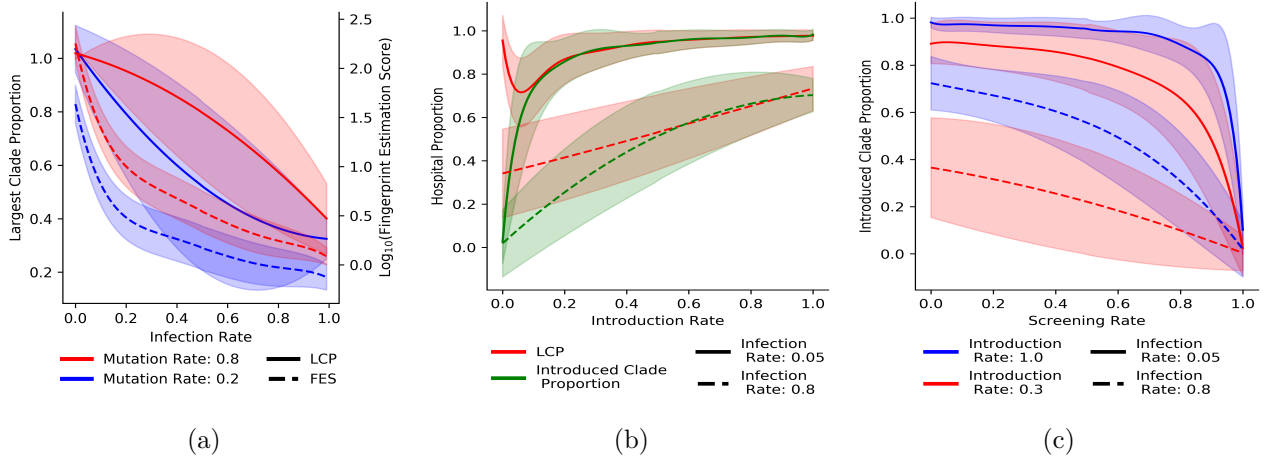 1.0
0.8
0.6
0.4
0.2
Largest Clade Proportion
2.5
2.0
1.5
1.0
0.5
0.0
Log10(Fingerprint Estimation Score)
0.0 0.2 0.4 0.6 0.8 1.0
Infection Rate
Mutation Rate: 0.8
Mutation Rate: 0.2
LCP
FES
(a)
1.0
0.8
0.6
0.4
0.2
0.0
Hospital Proportion
0.0 0.2 0.4 0.6 0.8 1.0
Introduction Rate
LCP
Introduced Clade
Proportion
Infection
Rate: 0.05
Infection
Rate: 0.8
(b)
1.0
0.8
0.6
0.4
0.2
0.0
Introduced Clade Proportion
0.0 0.2 0.4 0.6 0.8 1.0
Screening Rate
Introduction
Rate: 1.0
Introduction
Rate: 0.3
Infection
Rate: 0.05
Infection
Rate: 0.8
(c)